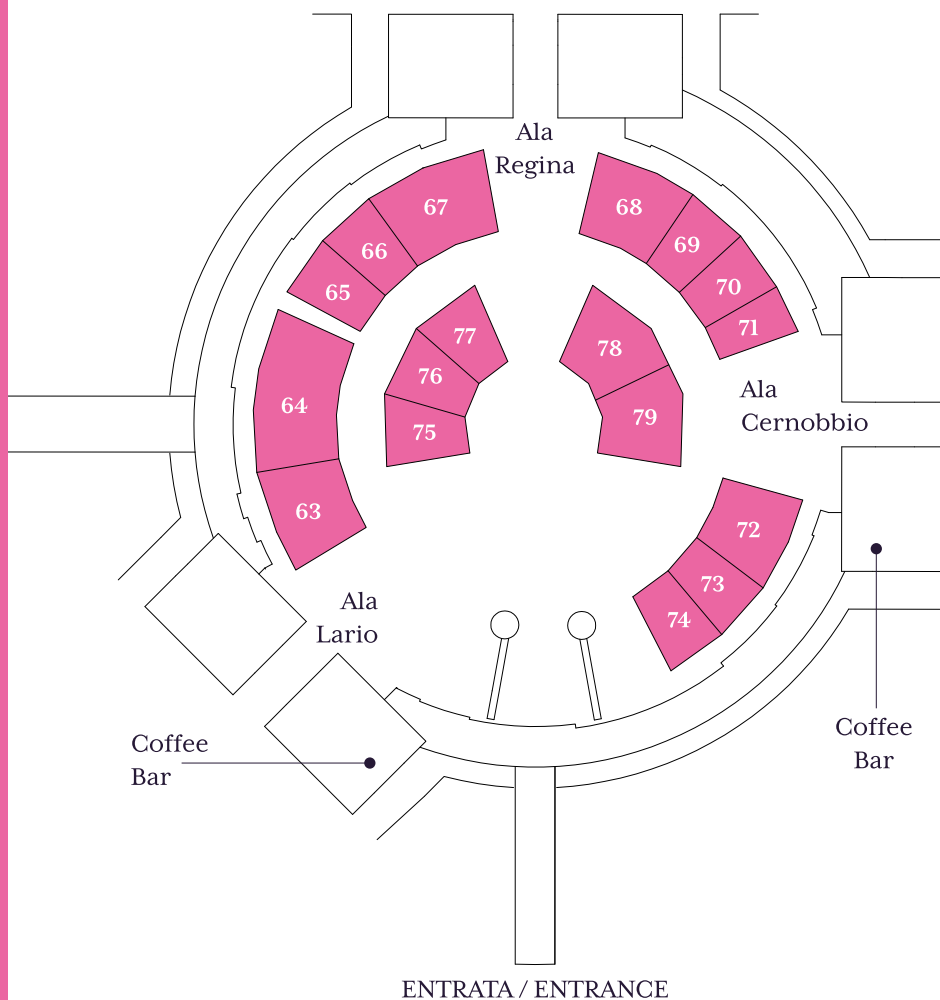 Ala
Regina
67
68
66
69
65
70
71
77
78
76
64
79
75
Ala
Cernobbio
63
72
73
74
Ala
Lario
Coffee
Bar
Coffee
Bar
ENTRATA / ENTRANCE